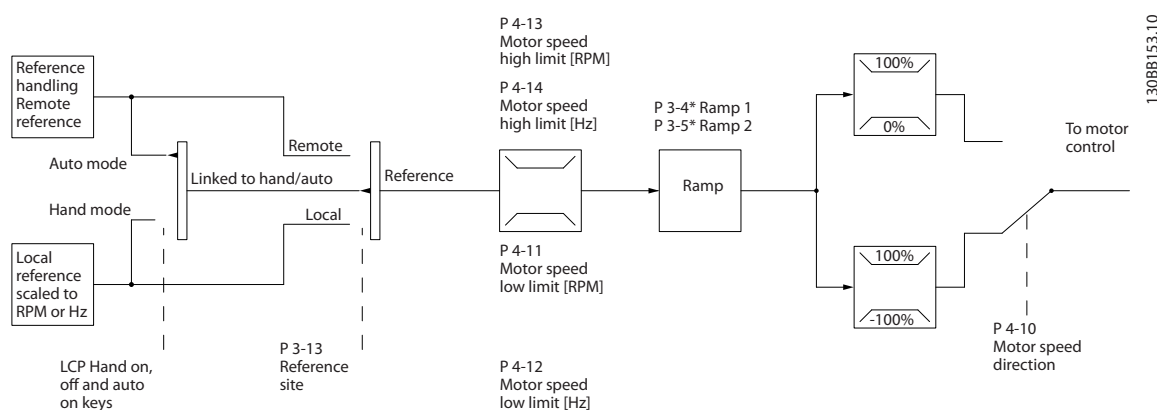 Reference
handling
Remote
reference
Auto mode
Hand mode
Local
reference
scaled to
RPM or Hz
LCP Hand on,
off and auto
on keys
Linked to hand/auto
Remote
Local
P 3-13
Reference
site
Reference
P 4-13
Motor speed
high limit [RPM]
P 4-14
Motor speed
high limit [Hz]
P 4-11
Motor speed
low limit [RPM]
P 4-12
Motor speed
low limit [Hz]
P 3-4* Ramp 1
P 3-5* Ramp 2
Ramp
100%
0%
100%
-100%
To motor
control
P 4-10
Motor speed
direction
130BB153.10